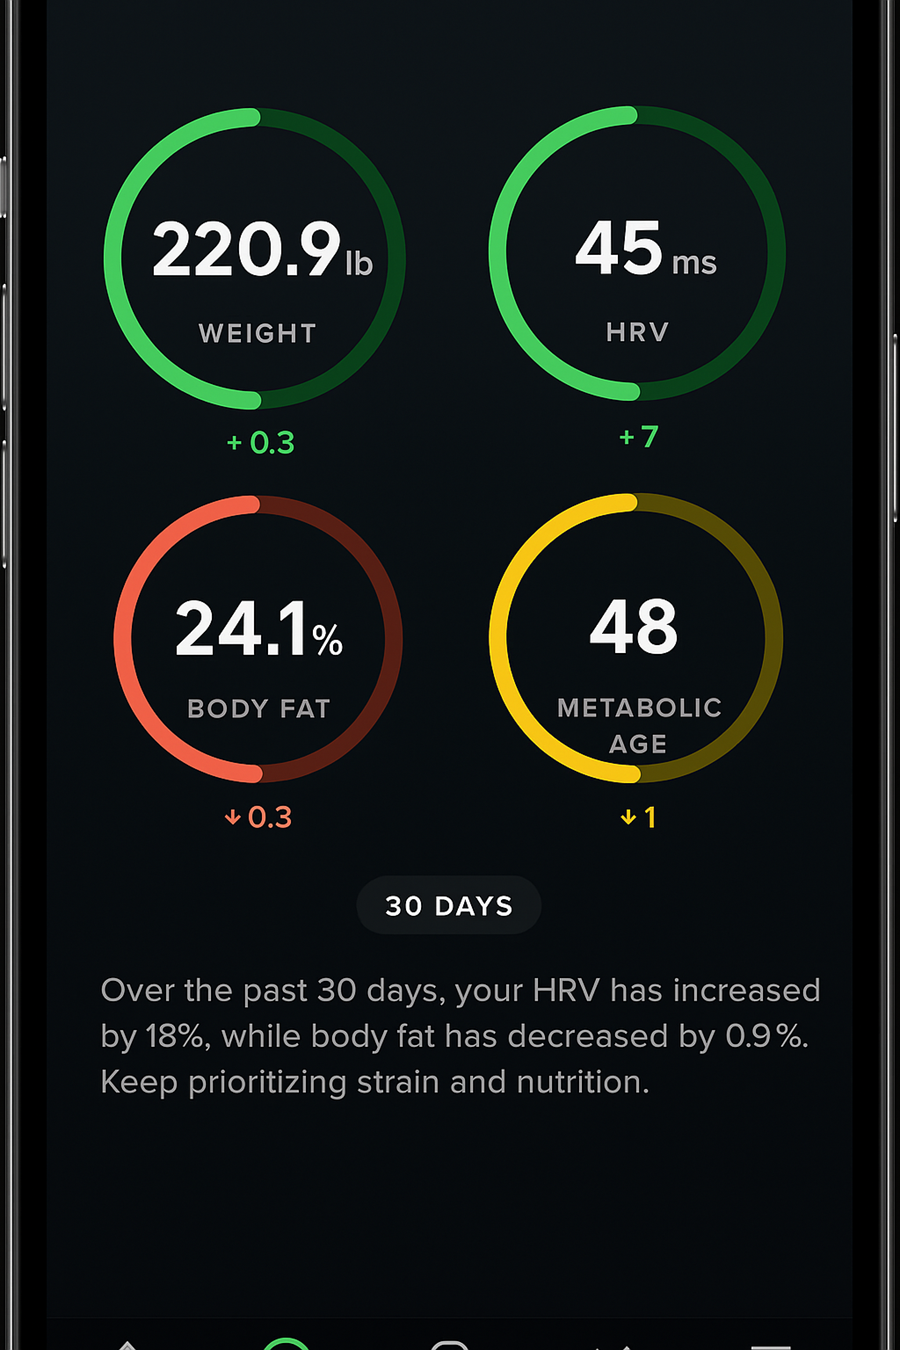 220.9 lb
WEIGHT
+ 0.3
45 ms
HRV
+ 7
24.1%
BODY FAT
↓ 0.3
48
METABOLIC
AGE
↓ 1
30 DAYS
Over the past 30 days, your HRV has increased
by 18%, while body fat has decreased by 0.9%.
Keep prioritizing strain and nutrition.